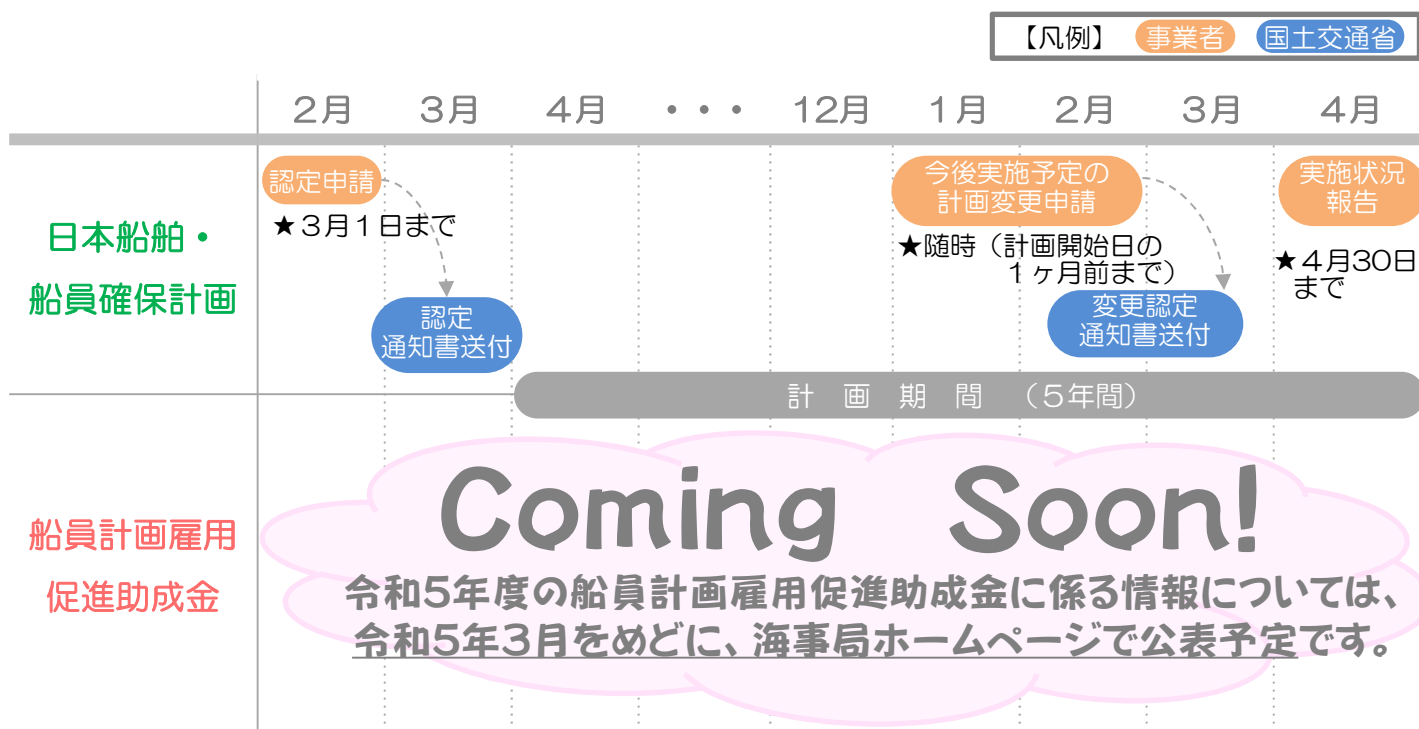 【凡例】 事業者 国土交通省
2月 3月 4月 ・・・ 12月 1月 2月 3月 4月
日本船舶・
船員確保計画
認定申請
★３月１日まで
認定
通知書送付
今後実施予定の
計画変更申請
★随時（計画開始日の
１ヶ月前まで）
変更認定
通知書送付
実施状況
報告
★４月30日
まで
計画期間（５年間）
船員計画雇用
促進助成金
Coming Soon!
令和5年度の船員計画雇用促進助成金に係る情報については、
令和5年3月をめどに、海事局ホームページで公表予定です。